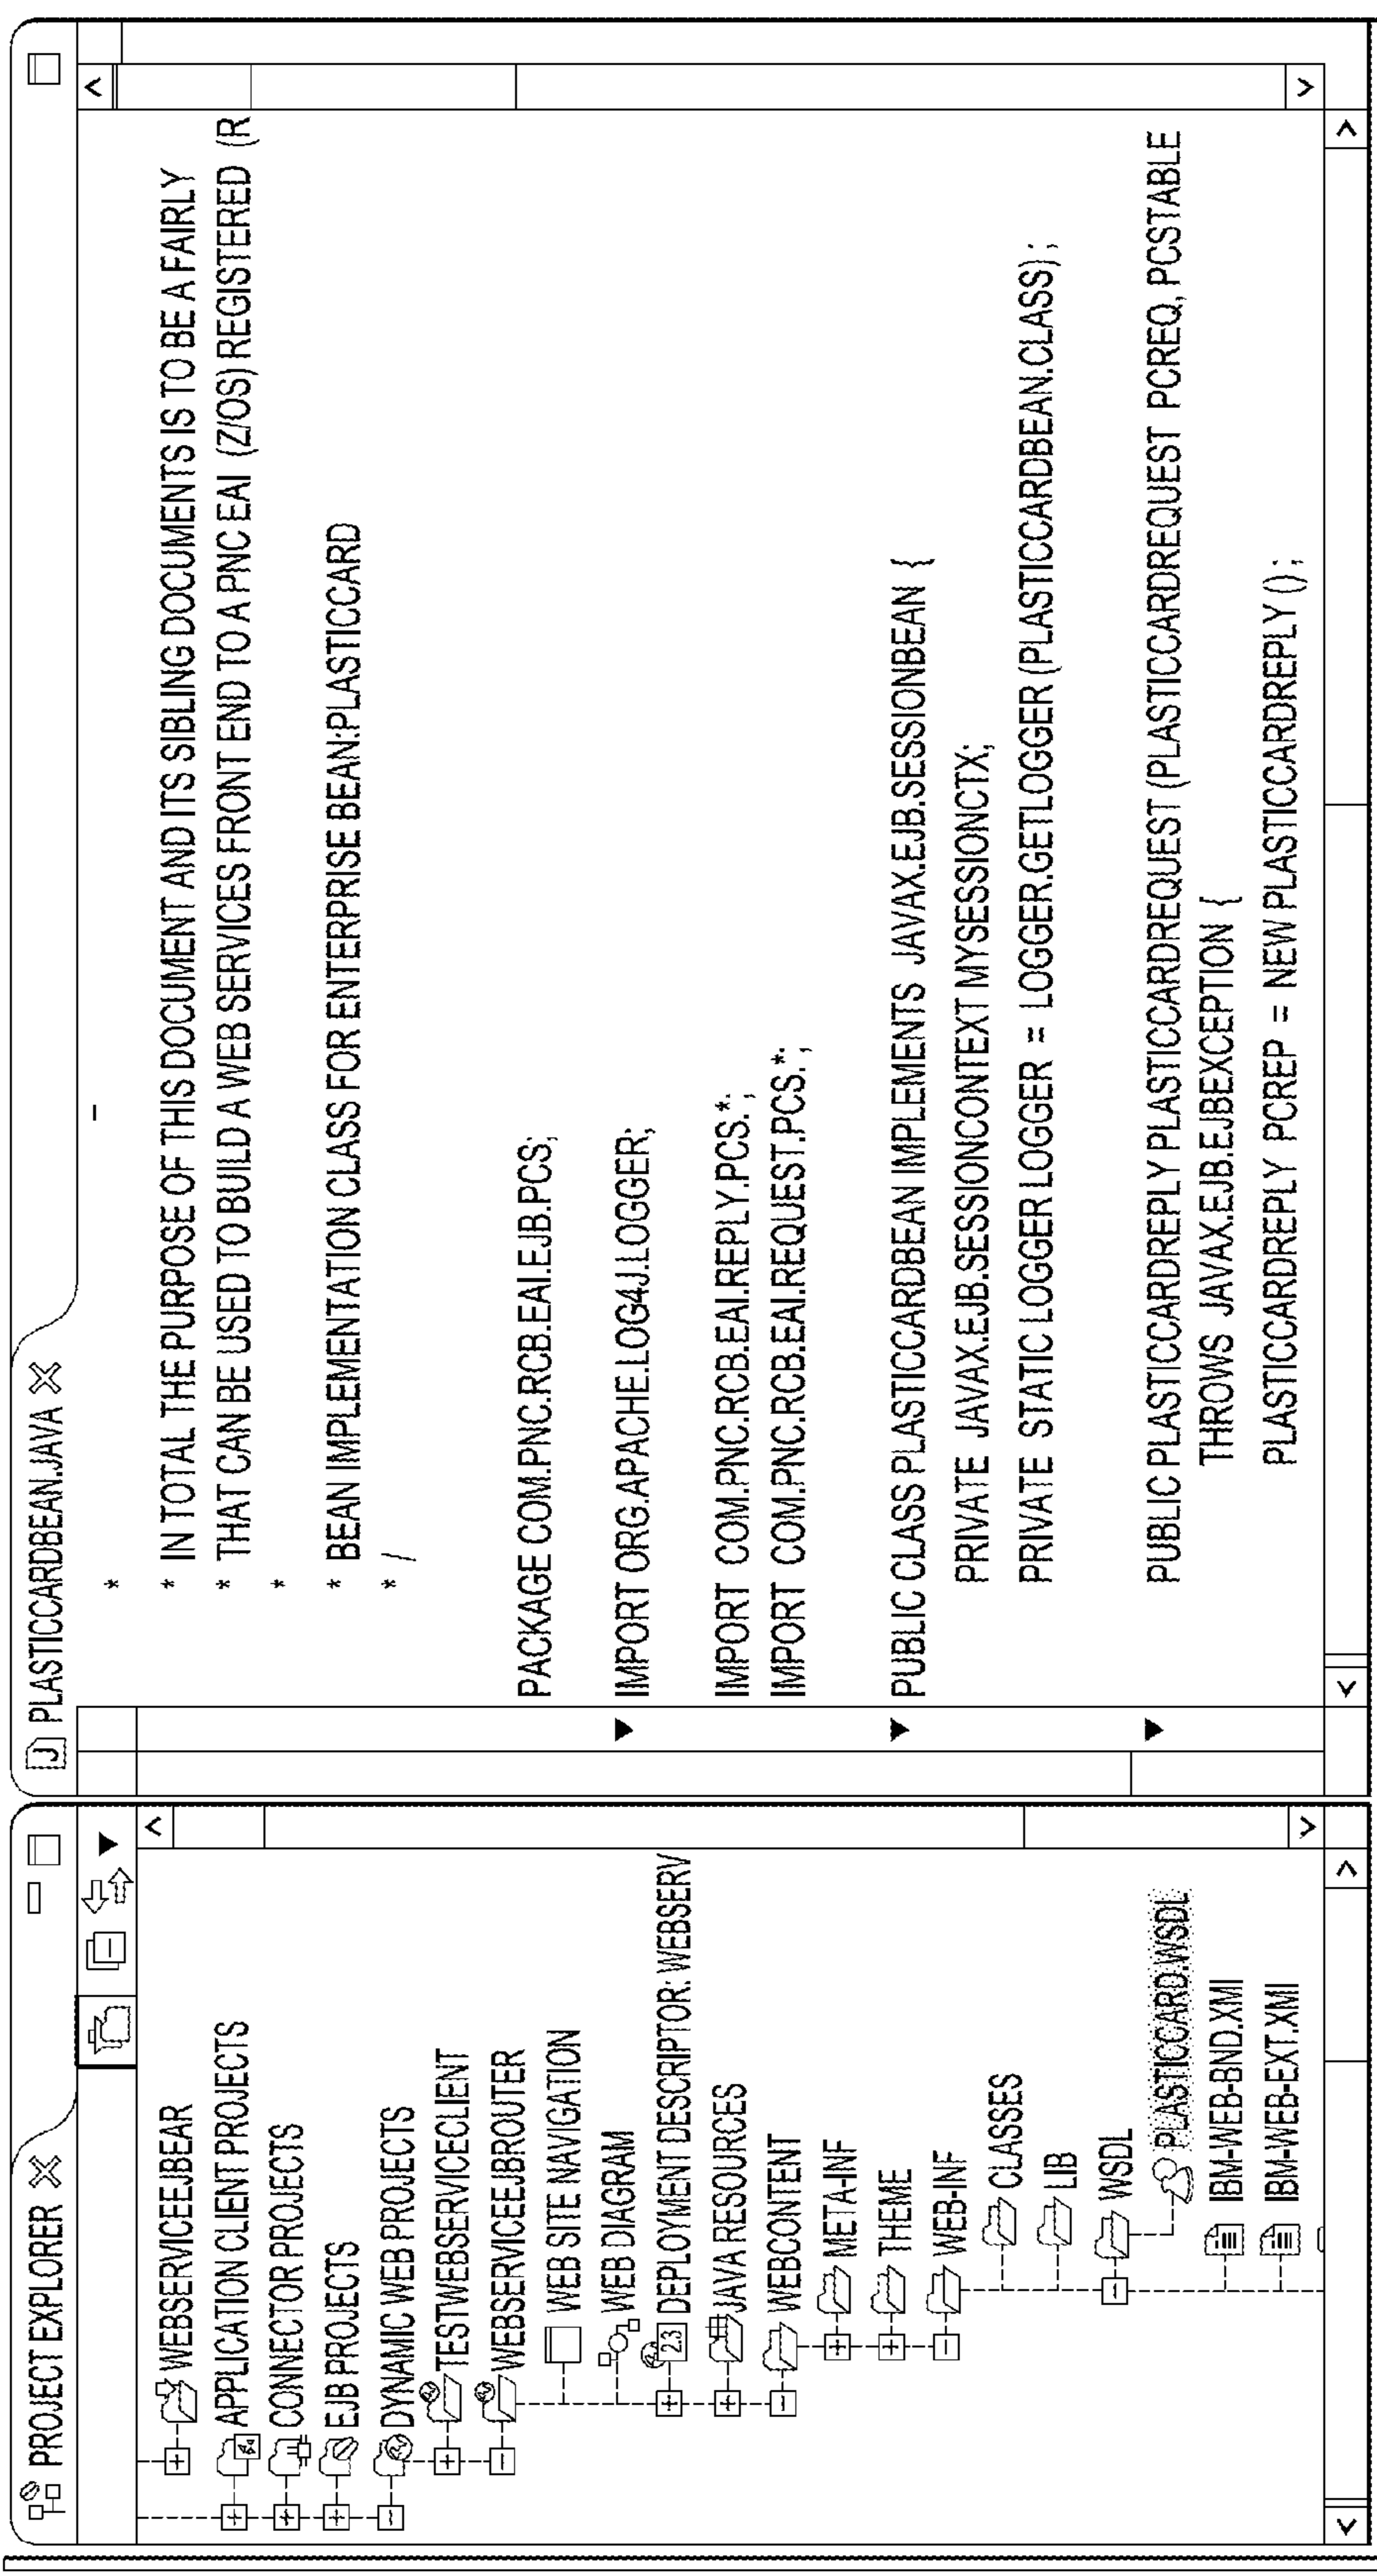 PROJECT EXPLORER
WEBSERVICEEJBEAR
APPLICATION CLIENT PROJECTS
CONNECTOR PROJECTS
EJB PROJECTS
DYNAMIC WEB PROJECTS
TESTWEBSERVICECLIENT
WEBSERVICEEJBROUTER
WEB SITE NAVIGATION
WEB DIAGRAM
2.3 DEPLOYMENT DESCRIPTOR: WEBSERV
JAVA RESOURCES
WEBCONTENT
META-INF
THEME
WEB-INF
CLASSES
LIB
WSDL
PLASTICCARD.WSDL
IBM-WEB-BND.XMI
IBM-WEB-EXT.XMI
J PLASTICCARDBEAN.JAVA
*
* IN TOTAL THE PURPOSE OF THIS DOCUMENT AND ITS SIBLING DOCUMENTS IS TO BE A FAIRLY
* THAT CAN BE USED TO BUILD A WEB SERVICES FRONT END TO A PNC EAI (Z/OS) REGISTERED (R
*
* BEAN IMPLEMENTATION CLASS FOR ENTERPRISE BEAN:PLASTICCARD
* /
PACKAGE COM.PNC.RCB.EAI.EJB.PCS;
IMPORT ORG.APACHE.LOG4J.LOGGER;
IMPORT COM.PNC.RCB.EAI.REPLY.PCS.*;
IMPORT COM.PNC.RCB.EAI.REQUEST.PCS.*;
PUBLIC CLASS PLASTICCARDBEAN IMPLEMENTS JAVAX.EJB.SESSIONBEAN {
PRIVATE JAVAX.EJB.SESSIONCONTEXT MYSESSIONCTX;
PRIVATE STATIC LOGGER LOGGER = LOGGER.GETLOGGER (PLASTICCARDBEAN.CLASS) ;
PUBLIC PLASTICCARDREPLY PLASTICCARDREQUEST (PLASTICCARDREQUEST PCREQ, PCSTABLE
THROWS JAVAX.EJB.EJBEXCEPTION {
PLASTICCARDREPLY PCREP = NEW PLASTICCARDREPLY () ;